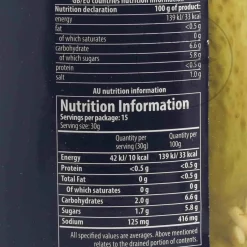 GB/EU countries nutrition information
Nutrition declaration 100 g of product:
energy 139 kJ/33 kcal
fat <0.5 g
of which saturates 0 g
carbohydrate 6.6 g
of which sugars 5.8 g
protein <0.5 g
salt 1.0 g
AU nutrition information
Nutrition Information
Servings per package: 15
Serving size: 30g
Quantity per serving (30g) Quantity per 100g
Energy 42 kJ/10 kcal 139 kJ/33 kcal
Protein <0.5 g <0.5 g
Total Fat <0.5 g <0.5 g
Of which saturates 0 g 0 g
Carbohydrates 2.0 g 6.6 g
Sugars 1.7 g 5.8 g
Sodium 125 mg 416 mg
All specified values are averages. Above mentioned
relates to the drained portion of contents.